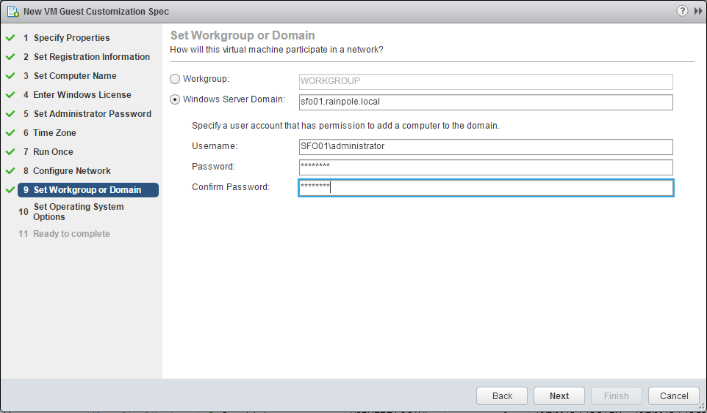 New VM Guest Customization Spec
1 Specify Properties
2 Set Registration Information
3 Set Computer Name
4 Enter Windows License
5 Set Administrator Password
6 Time Zone
7 Run Once
8 Configure Network
9 Set Workgroup or Domain
10 Set Operating System
Options
11 Ready to complete
Set Workgroup or Domain
How will this virtual machine participate in a network?
Workgroup: WORKGROUP
Windows Server Domain: sfo01.rainpole.local
Specify a user account that has permission to add a computer to the domain.
Username: SFO01\administrator
Password: ********
Confirm Password: ********
Back Next Finish Cancel